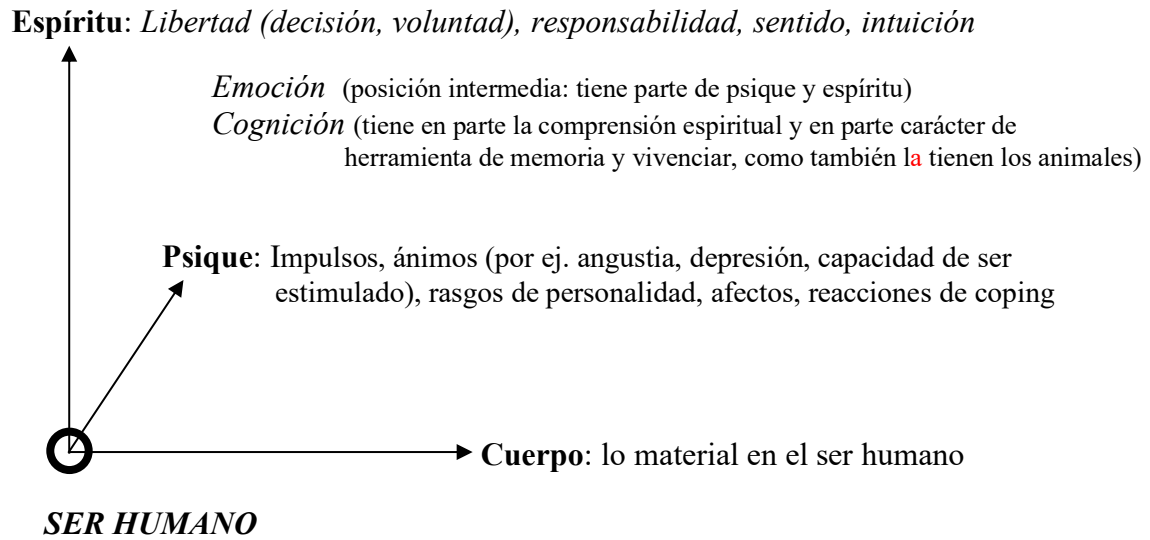 Espíritu: Libertad (decisión, voluntad), responsabilidad, sentido, intuición
Emoción (posición intermedia: tiene parte de psique y espíritu)
Cognición (tiene en parte la comprensión espiritual y en parte carácter de
herramienta de memoria y vivenciar, como también la tienen los animales)
Psique: Impulsos, ánimos (por ej. angustia, depresión, capacidad de ser
estimulado), rasgos de personalidad, afectos, reacciones de coping
Cuerpo: lo material en el ser humano
SER HUMANO